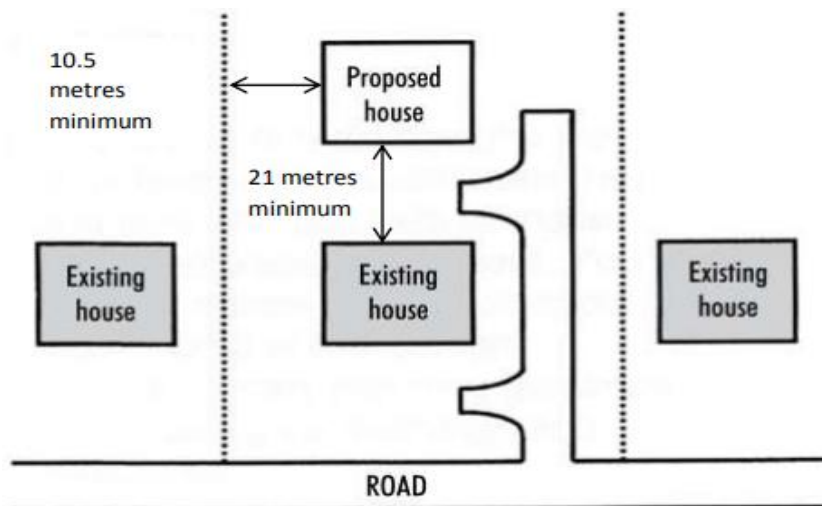 10.5
metres
minimum
Proposed
house
21 metres
minimum
Existing
house
Existing
house
Existing
house
ROAD